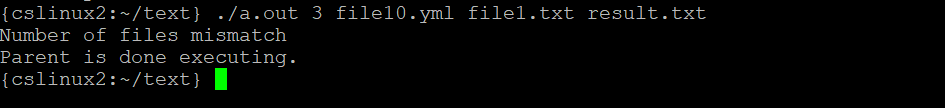 {cslinux2:~/text} ./a.out 3 file10.yml file1.txt result.txt
Number of files mismatch
Parent is done executing.
{cslinux2:~/text}